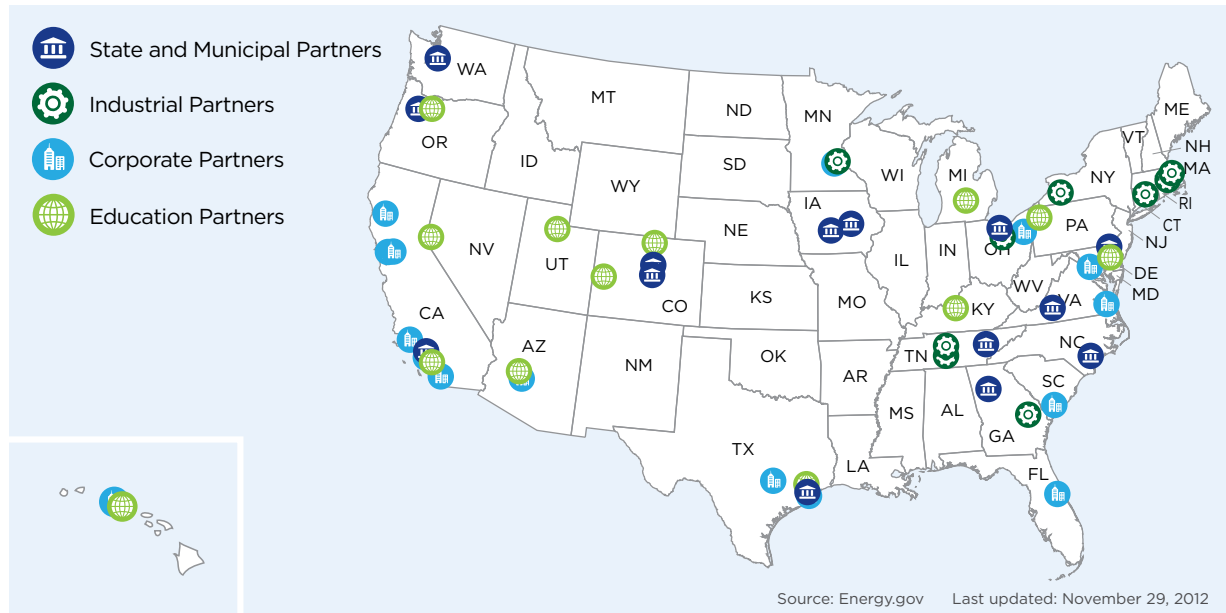 State and Municipal Partners
Industrial Partners
Corporate Partners
Education Partners
WA
MT
ND
MN
ME
VT
NH
MA
OR
ID
SD
WI
MI
NY
RI
CT
WY
IA
PA
NJ
NV
UT
NE
IL
IN
OH
DE
MD
CO
KS
MO
WV
VA
KY
CA
AZ
NM
OK
AR
TN
NC
SC
MS
AL
GA
TX
LA
FL
Source: Energy.gov Last updated: November 29, 2012